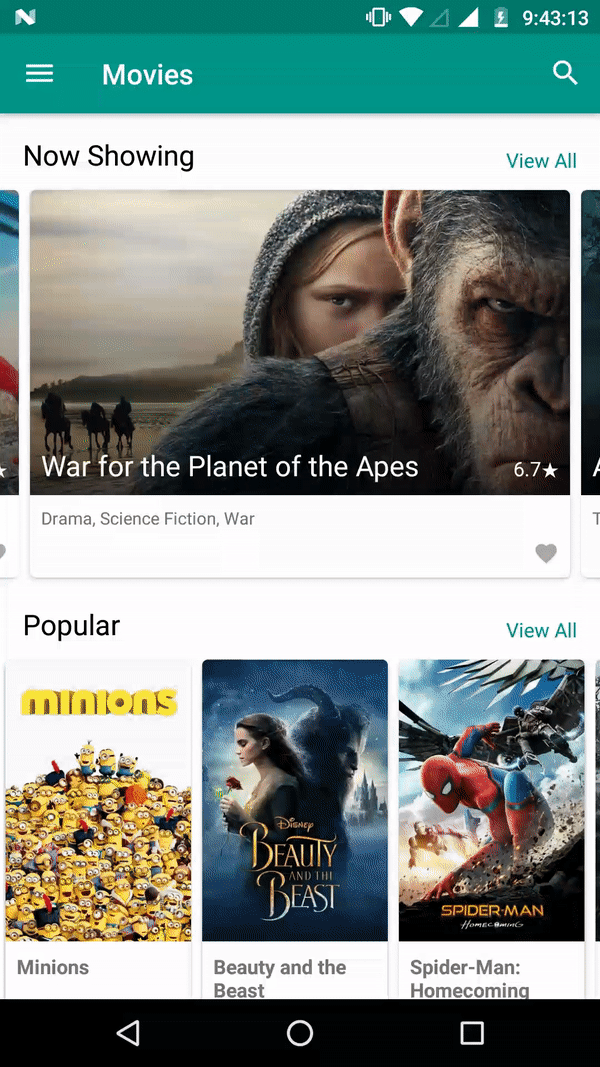 9:43:13
Movies
Now Showing
View All
War for the Planet of the Apes
6.7★
A
Drama, Science Fiction, War
T
Popular
View All
MINIONS
Disney
BEAUTY
AND THE
BEAST
SPIDER-MAN
HOMECOMING
Minions
Beauty and the
Beast
Spider-Man:
Homecoming